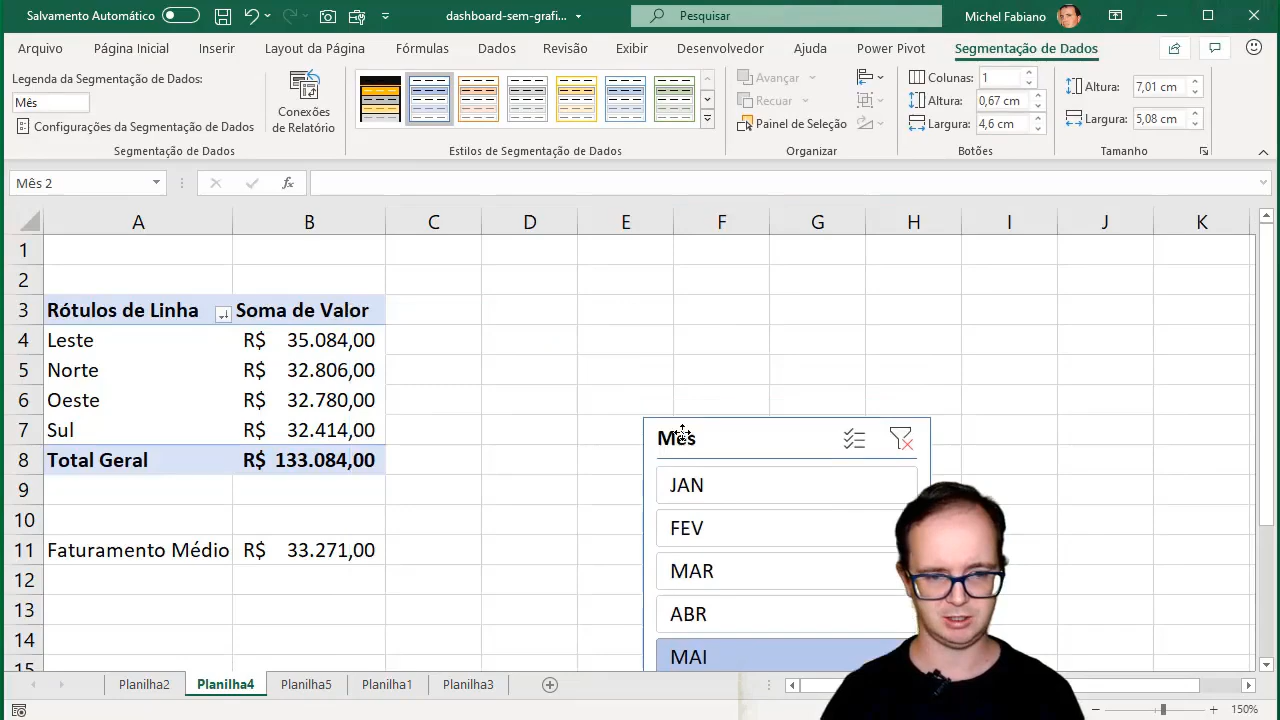 Salvamento Automático
dashboard-sem-grafi...
Pesquisar
Michel Fabiano
Arquivo Página Inicial Inserir Layout da Página Fórmulas Dados Revisão Exibir Desenvolvedor Ajuda Power Pivot Segmentação de Dados
Legenda da Segmentação de Dados:
Mês
Configurações da Segmentação de Dados
Segmentação de Dados
Conexões
de Relatório
Estilos de Segmentação de Dados
Avançar
Recuar
Painel de Seleção
Organizar
Colunas: 1
Altura: 0,67 cm
Largura: 4,6 cm
Botões
Altura: 7,01 cm
Largura: 5,08 cm
Tamanho
Mês 2
fx
A B C D E F G H I J K
1
2
3 Rótulos de Linha Soma de Valor
4 Leste R$ 35.084,00
5 Norte R$ 32.806,00
6 Oeste R$ 32.780,00
7 Sul R$ 32.414,00
8 Total Geral R$ 133.084,00
9
10
11 Faturamento Médio R$ 33.271,00
12
13
14
15
Mês
JAN
FEV
MAR
ABR
MAI
Planilha2 Planilha4 Planilha5 Planilha1 Planilha3
150%